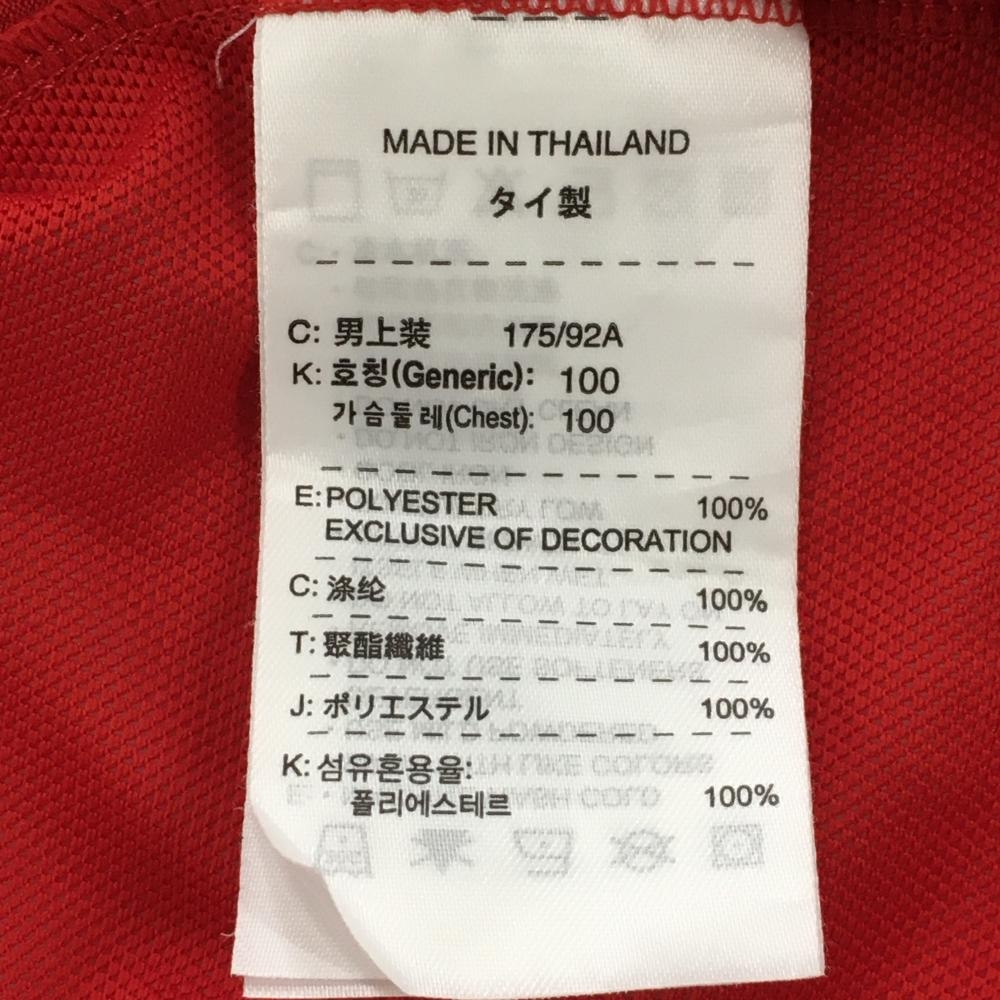 MADE IN THAILAND
タイ製
C: 男上装 175/92A
K: 호칭(Generic): 100
가슴둘레(Chest): 100
E: POLYESTER 100%
EXCLUSIVE OF DECORATION
C: 涤纶 100%
T: 聚酯纖維 100%
J: ポリエステル 100%
K: 섬유혼용율:
폴리에스테르 100%